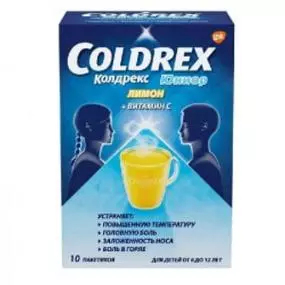 COLDREX
gsk
Колдрекс Юниор
ЛИМОН
+ ВИТАМИН С
УСТРАНЯЕТ:
• ПОВЫШЕННУЮ ТЕМПЕРАТУРУ
• ГОЛОВНУЮ БОЛЬ
• ЗАЛОЖЕННОСТЬ НОСА
• БОЛЬ В ГОРЛЕ
10 ПАКЕТИКОВ
ДЛЯ ДЕТЕЙ ОТ 6 ДО 12 ЛЕТ